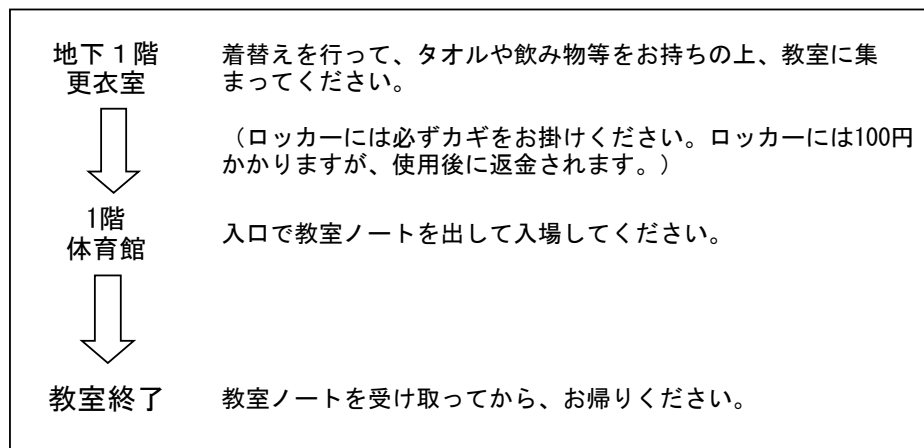 地下１階
更衣室
着替えを行って、タオルや飲み物等をお持ちの上、教室に集
まってください。
（ロッカーには必ずカギをお掛けください。ロッカーには100円
かかりますが、使用後に返金されます。）
1階
体育館
入口で教室ノートを出して入場してください。
教室終了
教室ノートを受け取ってから、お帰りください。